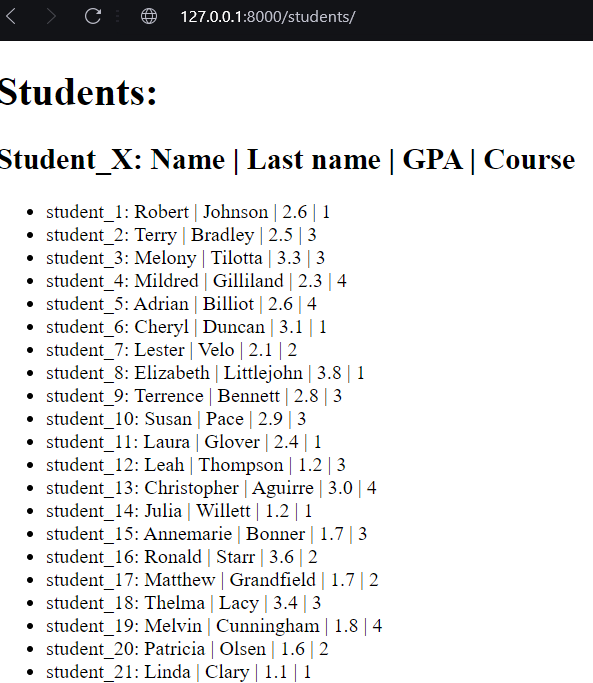 127.0.0.1:8000/students/
Students:
Student_X: Name | Last name | GPA | Course
student_1: Robert | Johnson | 2.6 | 1
student_2: Terry | Bradley | 2.5 | 3
student_3: Melony | Tilotta | 3.3 | 3
student_4: Mildred | Gilliland | 2.3 | 4
student_5: Adrian | Billiot | 2.6 | 4
student_6: Cheryl | Duncan | 3.1 | 1
student_7: Lester | Velo | 2.1 | 2
student_8: Elizabeth | Littlejohn | 3.8 | 1
student_9: Terrence | Bennett | 2.8 | 3
student_10: Susan | Pace | 2.9 | 3
student_11: Laura | Glover | 2.4 | 1
student_12: Leah | Thompson | 1.2 | 3
student_13: Christopher | Aguirre | 3.0 | 4
student_14: Julia | Willett | 1.2 | 1
student_15: Annemarie | Bonner | 1.7 | 3
student_16: Ronald | Starr | 3.6 | 2
student_17: Matthew | Grandfield | 1.7 | 2
student_18: Thelma | Lacy | 3.4 | 3
student_19: Melvin | Cunningham | 1.8 | 4
student_20: Patricia | Olsen | 1.6 | 2
student_21: Linda | Clary | 1.1 | 1